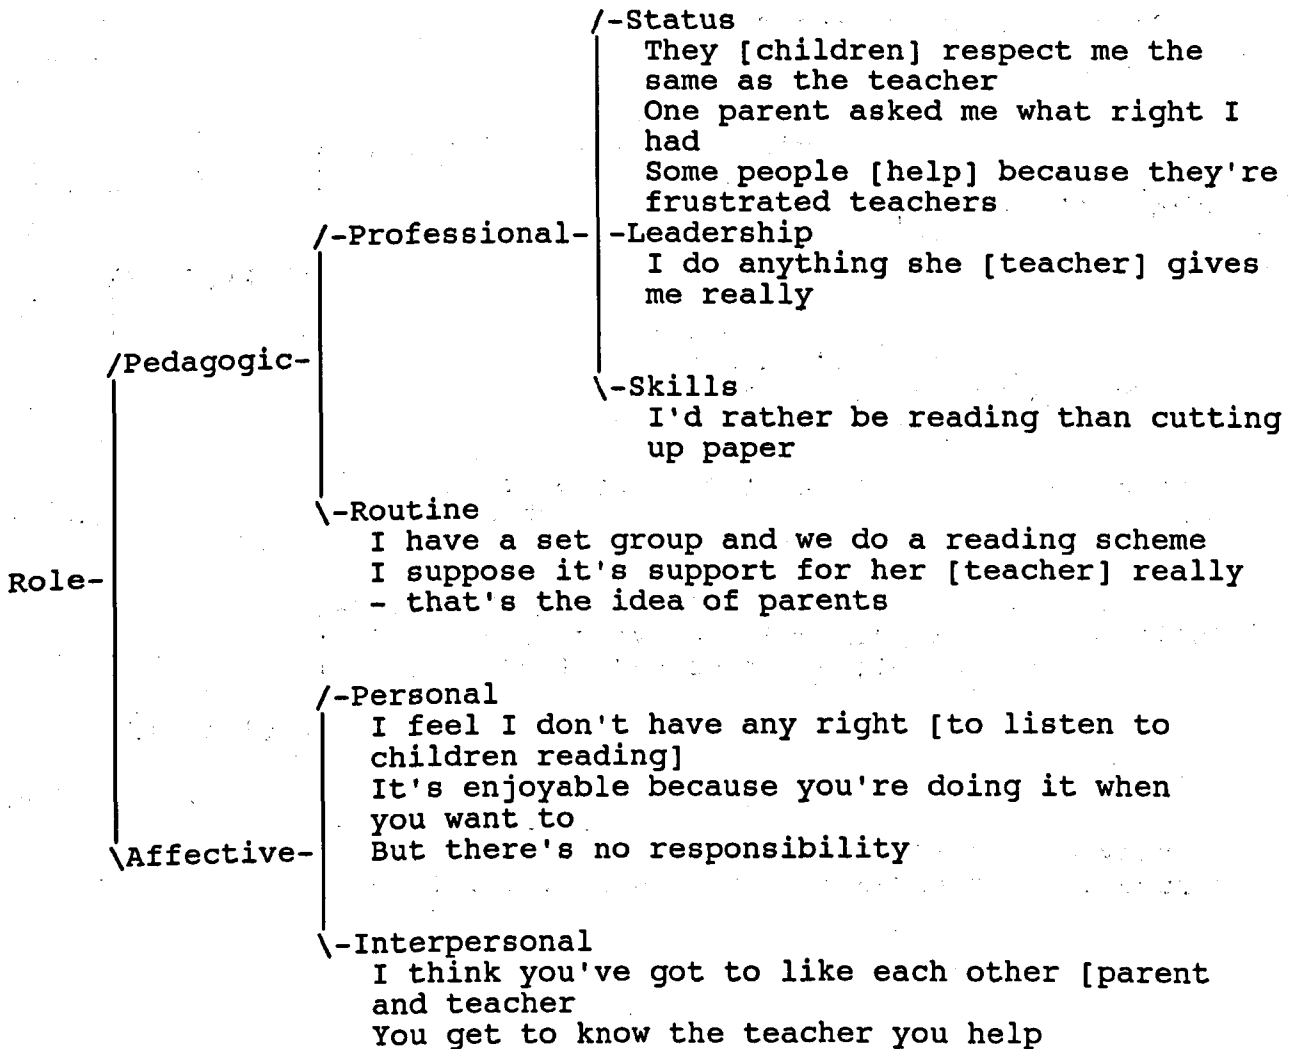 /-Status
They [children] respect me the
same as the teacher
One parent asked me what right I
had
Some people [help] because they're
frustrated teachers
/-Professional- -Leadership
I do anything she [teacher] gives
me really
/Pedagogic-
\-Skills
I'd rather be reading than cutting
up paper
\-Routine
I have a set group and we do a reading scheme
Role- I suppose it's support for her [teacher] really
- that's the idea of parents
/-Personal
I feel I don't have any right [to listen to
children reading]
It's enjoyable because you're doing it when
you want to
\Affective- But there's no responsibility
\-Interpersonal
I think you've got to like each other [parent
and teacher
You get to know the teacher you help